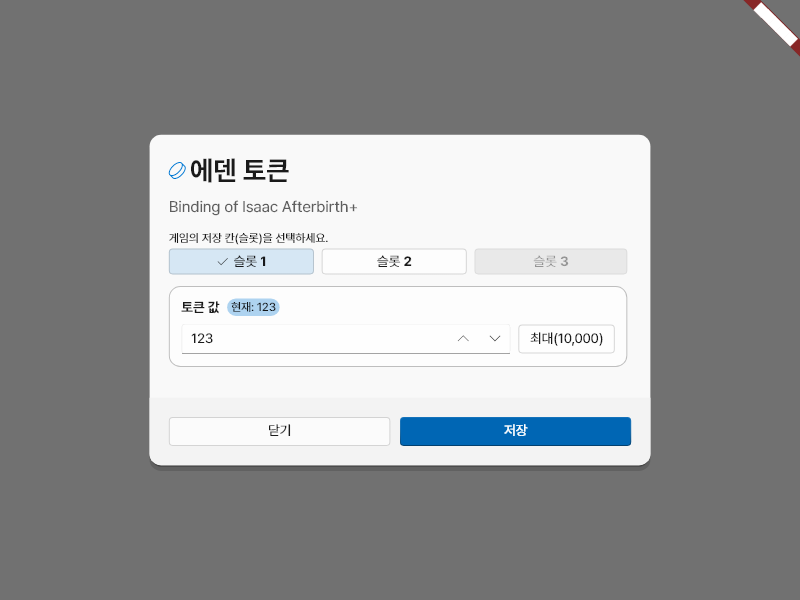 에덴 토큰
Binding of Isaac Afterbirth+
게임의 저장 칸(슬롯)을 선택하세요.
슬롯 1 슬롯 2 슬롯 3
토큰 값 현재: 123
123 최대(10,000)
닫기 저장